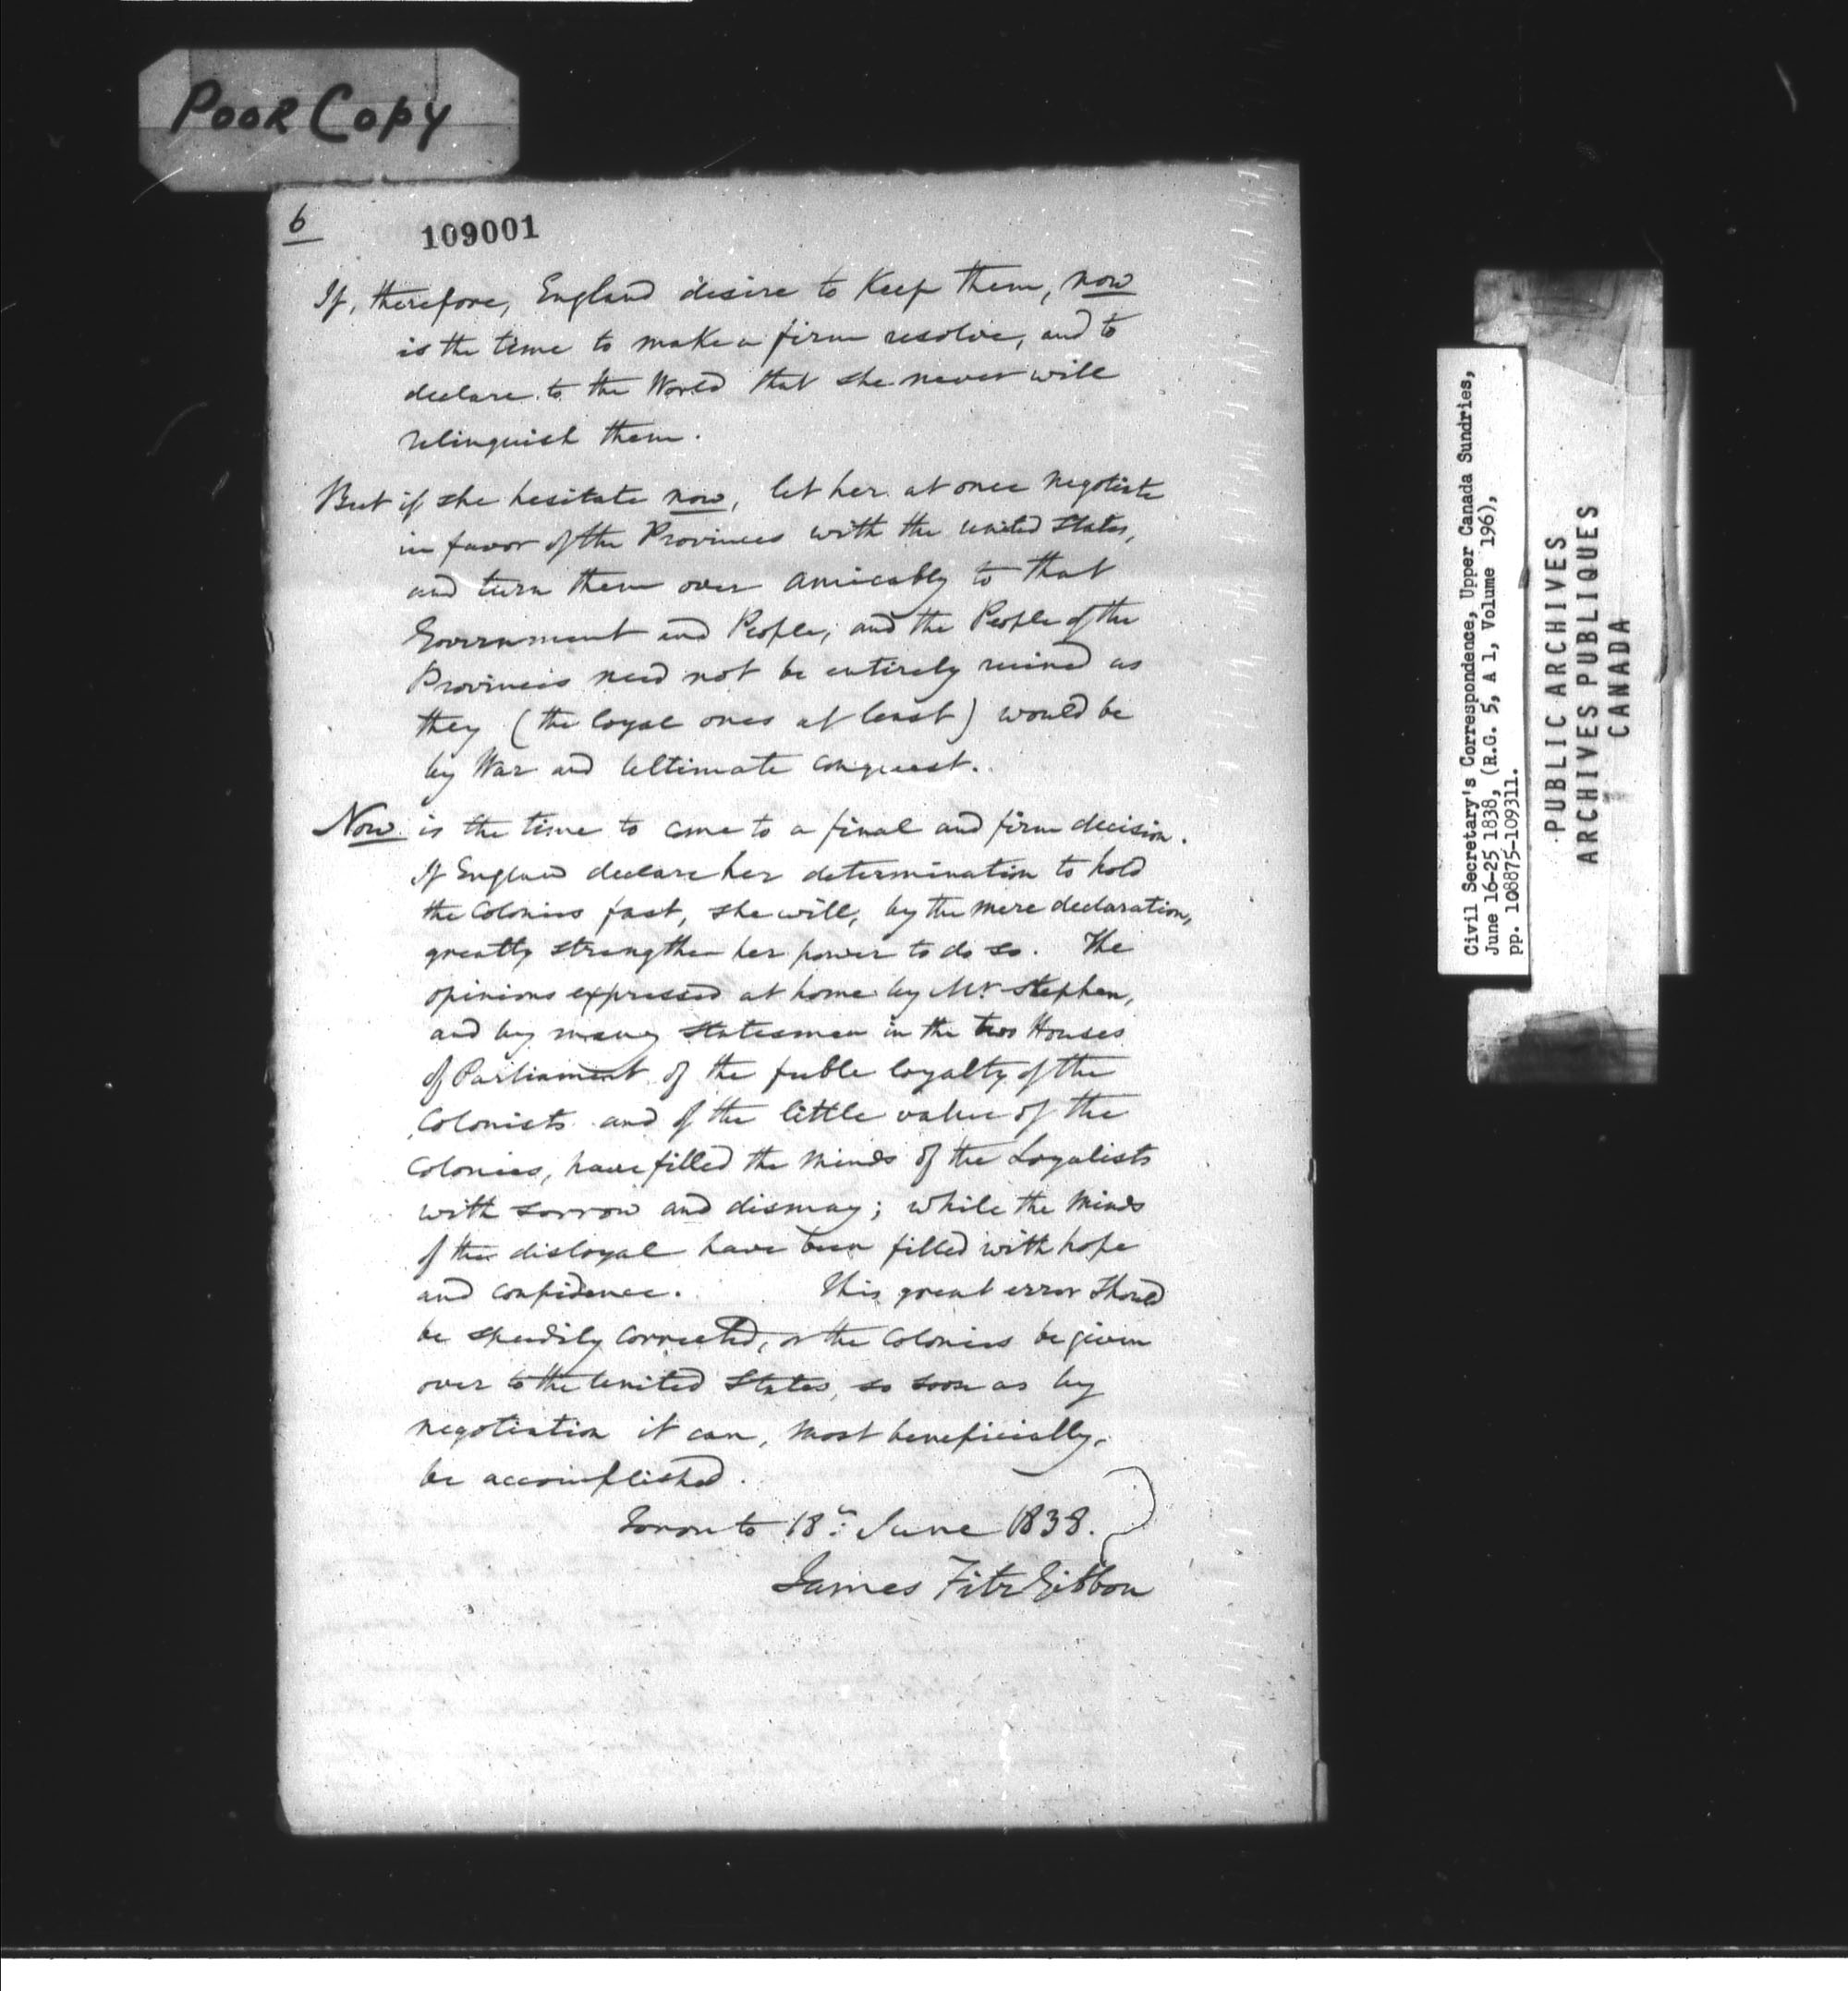 Poor Copy
6
109001
If, therefore, England desire to Keep them, now
is the time to make a firm resolve, and to
declare to the World that she never will
relinquish them.
But if she hesitate now, let her at once negotiate
in favor of the Provinces with the United States,
and turn them over amicably to that
Government and People; and the People of the
Provinces need not be entirely ruined as
they (the loyal ones at least) would be
by War and Ultimate conquest.
Now is the time to come to a final and firm decision.
If England declare her determination to hold
the Colonies fast, she will, by the mere declaration,
greatly strengthen her power to do so. The
opinions expressed at home by Mr Stephen,
and by many Statesmen in the two Houses
of Parliament of the feeble loyalty of the
Colonists and of the little value of the
Colonies, have filled the minds of the Loyalists
with sorrow and dismay; while the minds
of the disloyal have been filled with hope
and confidence. This great error should
be speedily corrected, or the Colonies be given
over to the United States, so soon as by
negotiation it can, most beneficially,
be accomplished.
Toronto 18th June 1838.
James FitzGibbon
Civil Secretary's Correspondence, Upper Canada Sundries,
June 16-25 1838, (R.G. 5, A 1, Volume 196),
pp. 108875-109311.
PUBLIC ARCHIVES
ARCHIVES PUBLIQUES
CANADA